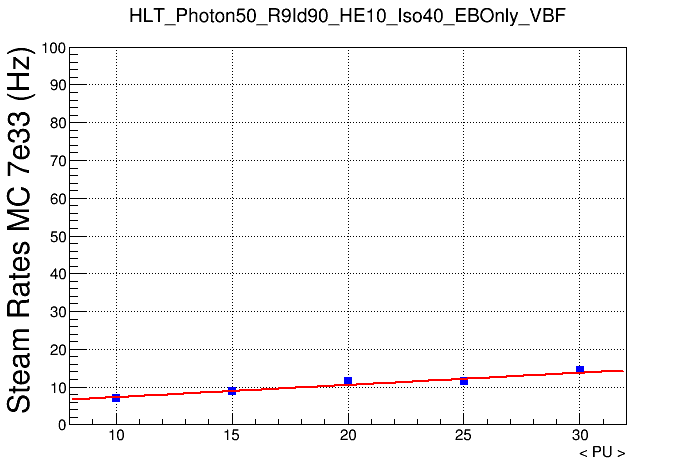 HLT_Photon50_R9Id90_HE10_Iso40_EBOnly_VBF
Steam Rates MC 7e33 (Hz)
100
90
80
70
60
50
40
30
20
10
0
10 15 20 25 30
< PU >